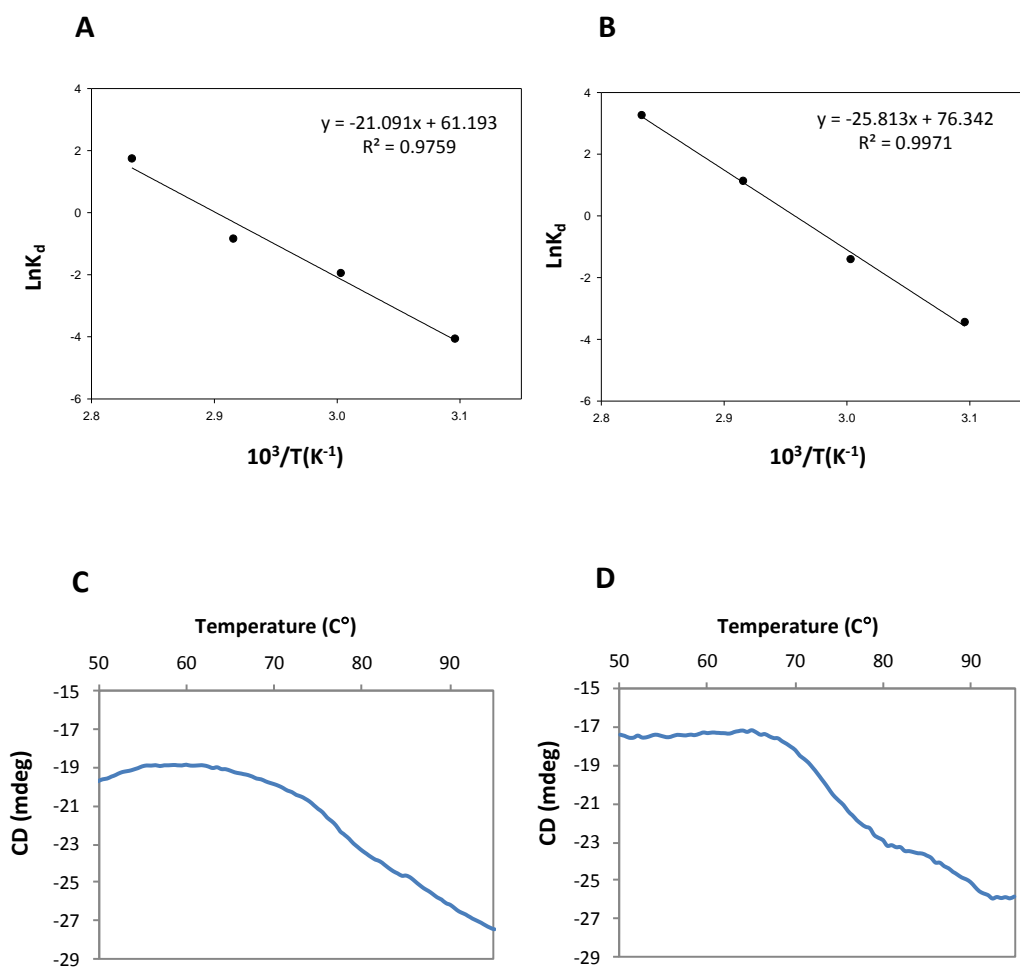 A
y = -21.091x + 61.193
R² = 0.9759
4
2
0
-2
-4
-6
LnKd
2.8
2.9
3.0
3.1
10³/T(K⁻¹)
B
y = -25.813x + 76.342
R² = 0.9971
4
2
0
-2
-4
-6
LnKd
2.8
2.9
3.0
3.1
10³/T(K⁻¹)
C
Temperature (C°)
50 60 70 80 90
-15
-17
-19
-21
-23
-25
-27
-29
CD (mdeg)
D
Temperature (C°)
50 60 70 80 90
-15
-17
-19
-21
-23
-25
-27
-29
CD (mdeg)